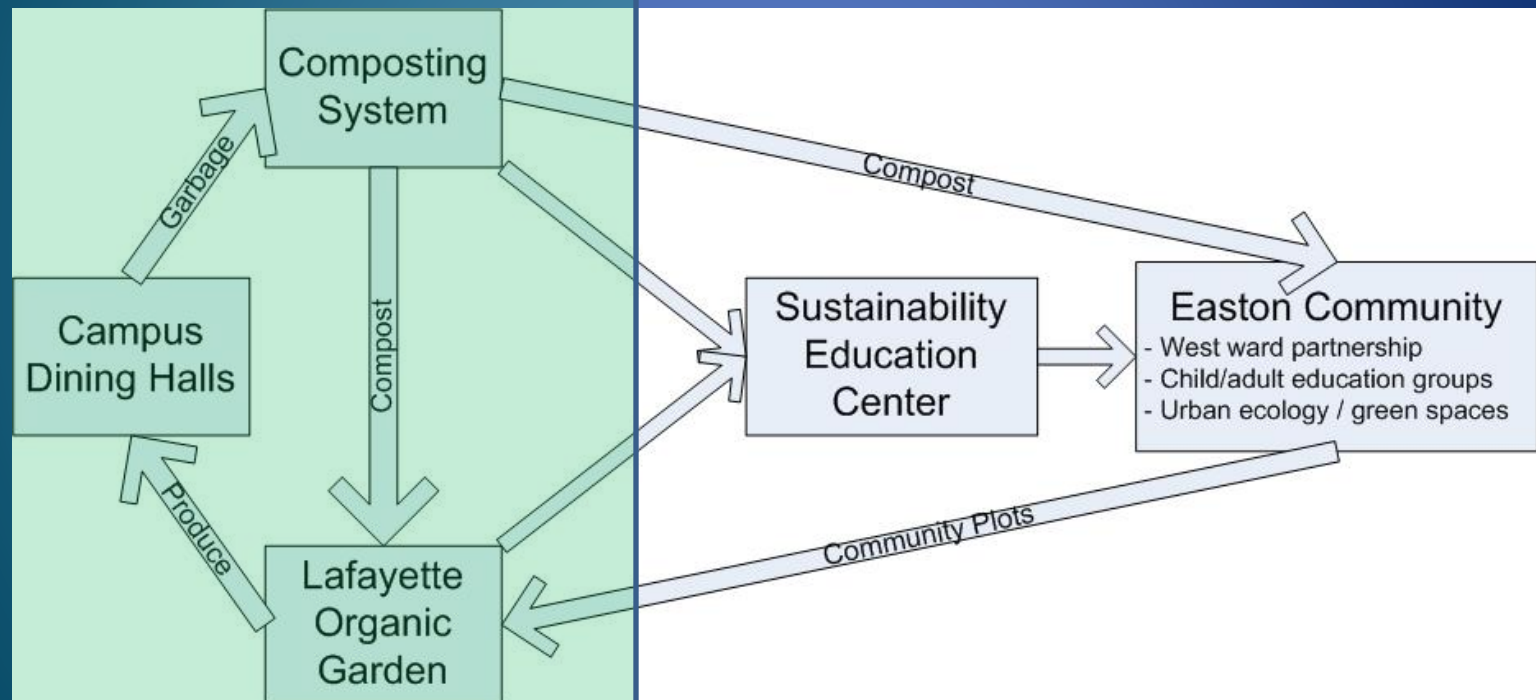 Composting
System
Garbage
Compost
Compost
Campus
Dining Halls
Sustainability
Education
Center
Easton Community
- West ward partnership
- Child/adult education groups
- Urban ecology / green spaces
Produce
Community Plots
Lafayette
Organic
Garden